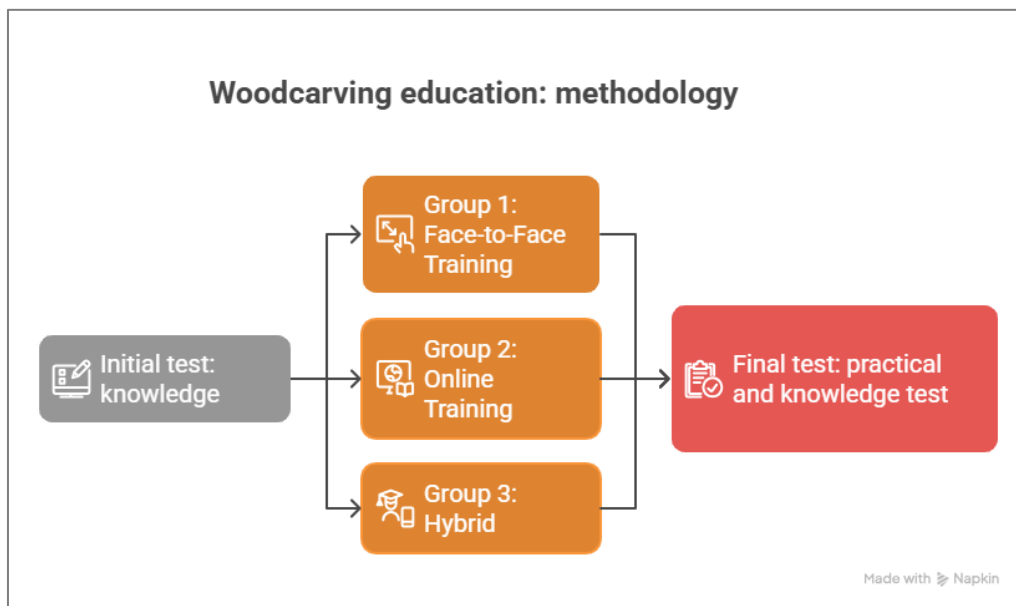 Woodcarving education: methodology
Group 1:
Face-to-Face
Training
Initial test:
knowledge
Group 2:
Online
Training
Group 3:
Hybrid
Final test: practical
and knowledge test
Made with Napkin